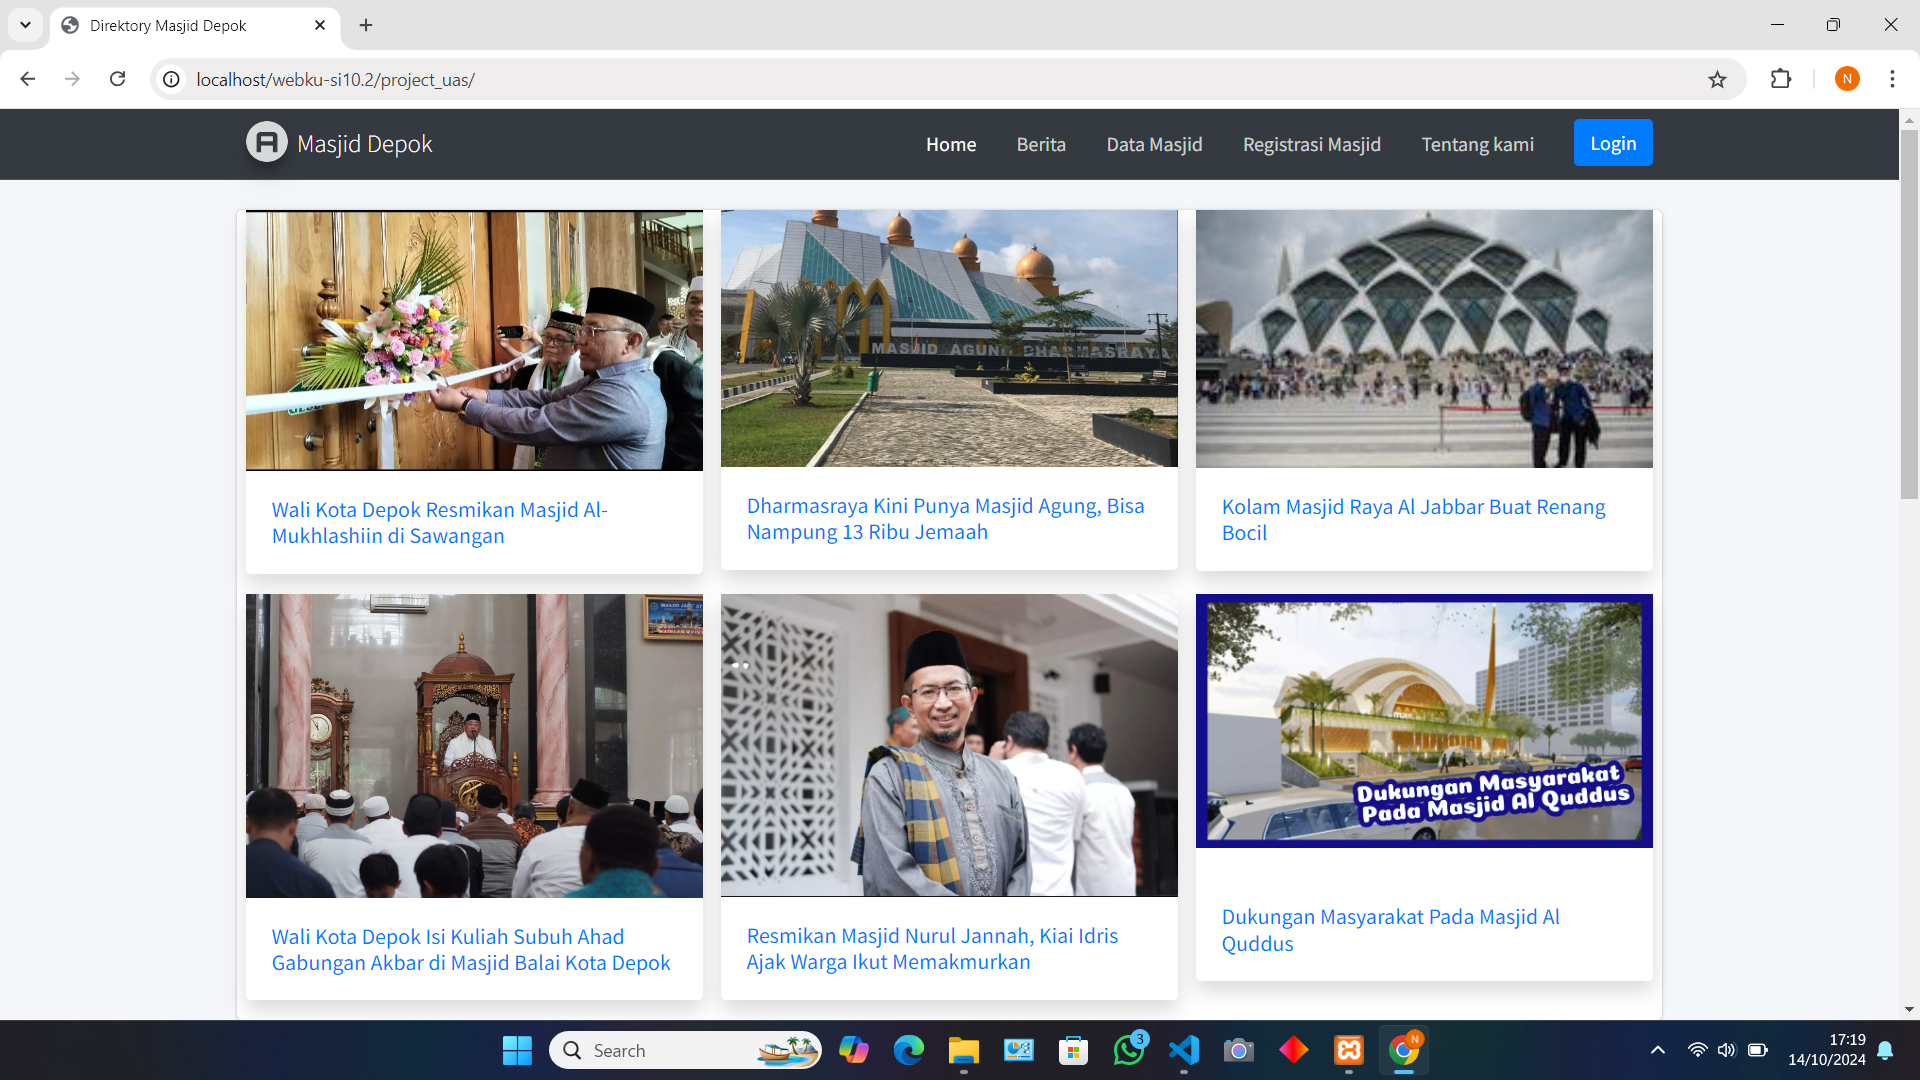 Direktory Masjid Depok
localhost/webku-si10.2/project_uas/
N
Masjid Depok
Home
Berita
Data Masjid
Registrasi Masjid
Tentang kami
Login
MASJID AGUNG DHARMASRAYA
Wali Kota Depok Resmikan Masjid Al-
Mukhlashiin di Sawangan
Dharmasraya Kini Punya Masjid Agung, Bisa
Nampung 13 Ribu Jemaah
Kolam Masjid Raya Al Jabbar Buat Renang
Bocil
Dukungan Masyarakat
Pada Masjid Al Quddus
Wali Kota Depok Isi Kuliah Subuh Ahad
Gabungan Akbar di Masjid Balai Kota Depok
Resmikan Masjid Nurul Jannah, Kiai Idris
Ajak Warga Ikut Memakmurkan
Dukungan Masyarakat Pada Masjid Al
Quddus
Search
3
N
17:19
14/10/2024